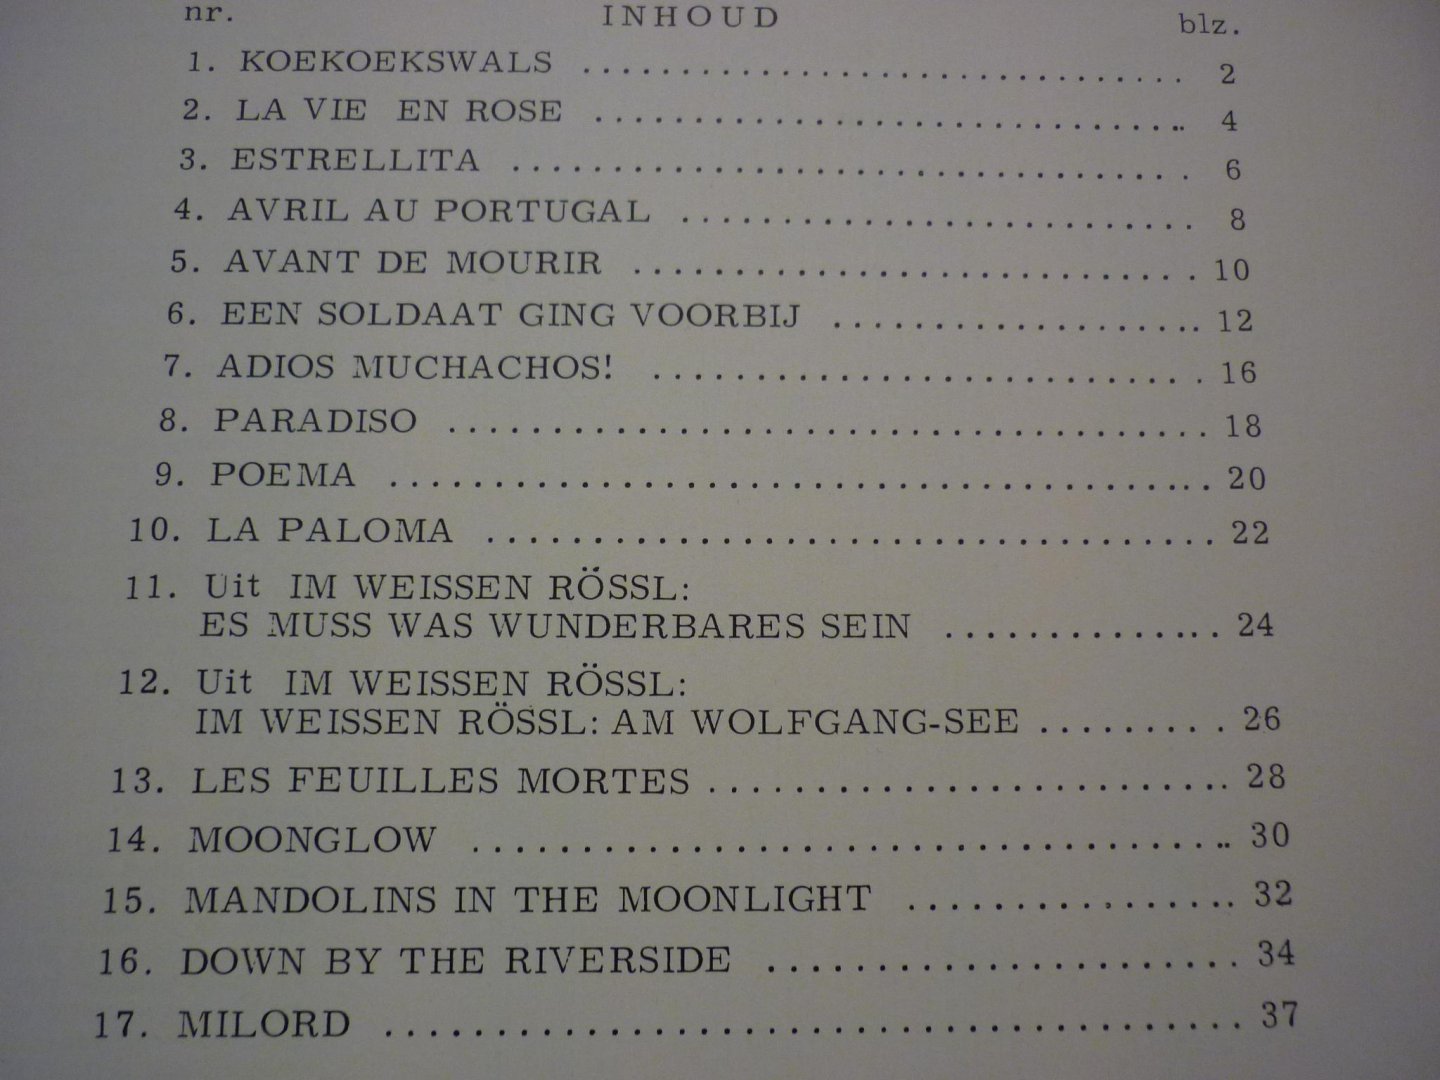 nr. INHOUD blz.
1. KOEKOEKSWALS ............................... 2
2. LA VIE EN ROSE ............................... 4
3. ESTRELLITA .................................. 6
4. AVRIL AU PORTUGAL .......................... 8
5. AVANT DE MOURIR ............................ 10
6. EEN SOLDAAT GING VOORBIJ ................... 12
7. ADIOS MUCHACHOS! ........................... 16
8. PARADISO ..................................... 18
9. POEMA ........................................ 20
10. LA PALOMA ................................... 22
11. Uit IM WEISSEN RÖSSL:
ES MUSS WAS WUNDERBARES SEIN ............... 24
12. Uit IM WEISSEN RÖSSL:
IM WEISSEN RÖSSL: AM WOLFGANG-SEE .......... 26
13. LES FEUILLES MORTES ......................... 28
14. MOONGLOW .................................... 30
15. MANDOLINS IN THE MOONLIGHT ................. 32
16. DOWN BY THE RIVERSIDE ...................... 34
17. MILORD ....................................... 37